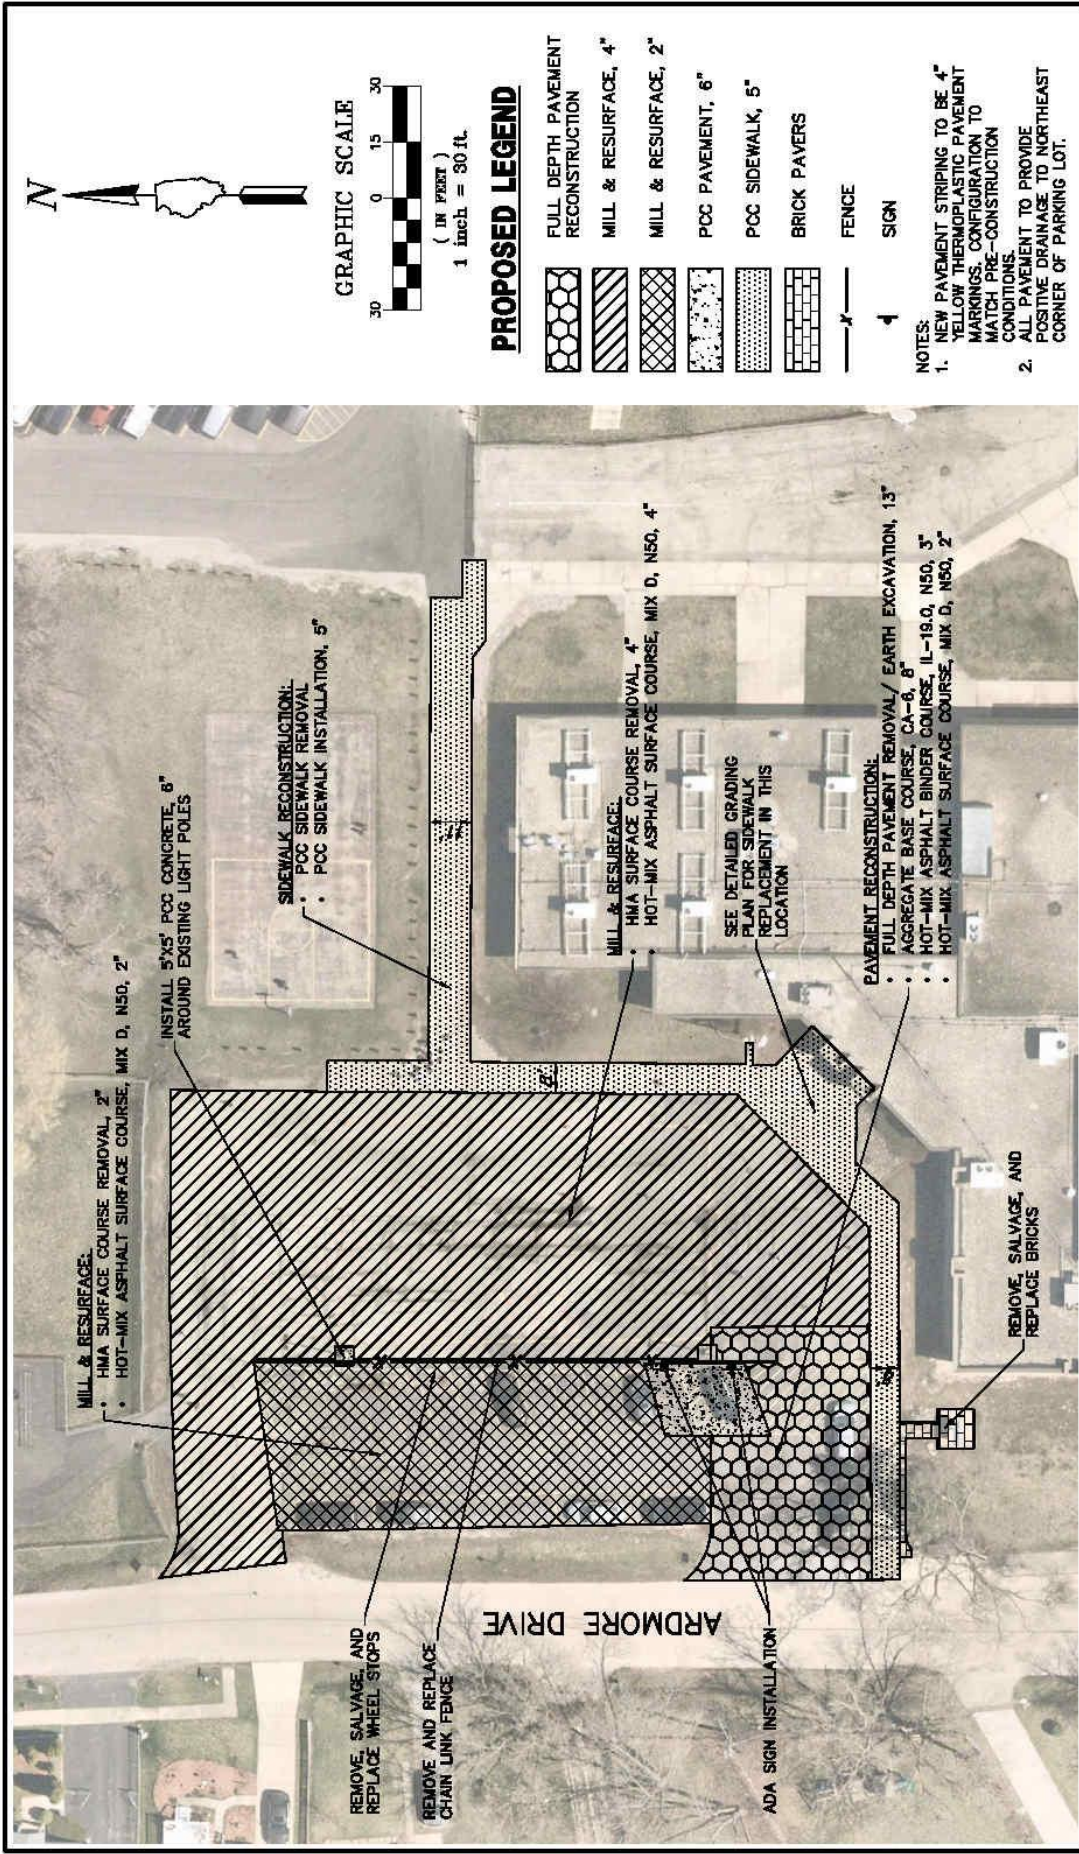 MILL & RESURFACE:
• HMA SURFACE COURSE REMOVAL, 2"
• HOT-MIX ASPHALT SURFACE COURSE, MIX D, N50, 2"
INSTALL 5'X5' PCC CONCRETE, 6"
AROUND EXISTING LIGHT POLES
SIDEWALK RECONSTRUCTION:
• PCC SIDEWALK REMOVAL
• PCC SIDEWALK INSTALLATION, 5"
REMOVE, SALVAGE, AND
REPLACE WHEEL STOPS
REMOVE AND REPLACE
CHAIN LINK FENCE
ARDMORE DRIVE
8'
MILL & RESURFACE:
• HMA SURFACE COURSE REMOVAL, 4"
• HOT-MIX ASPHALT SURFACE COURSE, MIX D, N50, 4"
SEE DETAILED GRADING
PLAN FOR SIDEWALK
REPLACEMENT IN THIS
LOCATION
ADA SIGN INSTALLATION
PAVEMENT RECONSTRUCTION:
• FULL DEPTH PAVEMENT REMOVAL/ EARTH EXCAVATION, 13"
• AGGREGATE BASE COURSE, CA-6, 8"
• HOT-MIX ASPHALT BINDER COURSE, IL-19.0, N50, 3"
• HOT-MIX ASPHALT SURFACE COURSE, MIX D, N50, 2"
REMOVE, SALVAGE, AND
REPLACE BRICKS
N
GRAPHIC SCALE
30 0 15 30
( IN FEET )
1 inch = 30 ft.
PROPOSED LEGEND
FULL DEPTH PAVEMENT
RECONSTRUCTION
MILL & RESURFACE, 4"
MILL & RESURFACE, 2"
PCC PAVEMENT, 6"
PCC SIDEWALK, 5"
BRICK PAVERS
x FENCE
SIGN
NOTES:
1. NEW PAVEMENT STRIPING TO BE 4"
YELLOW THERMOPLASTIC PAVEMENT
MARKINGS. CONFIGURATION TO
MATCH PRE-CONSTRUCTION
CONDITIONS.
2. ALL PAVEMENT TO PROVIDE
POSITIVE DRAINAGE TO NORTHEAST
CORNER OF PARKING LOT.